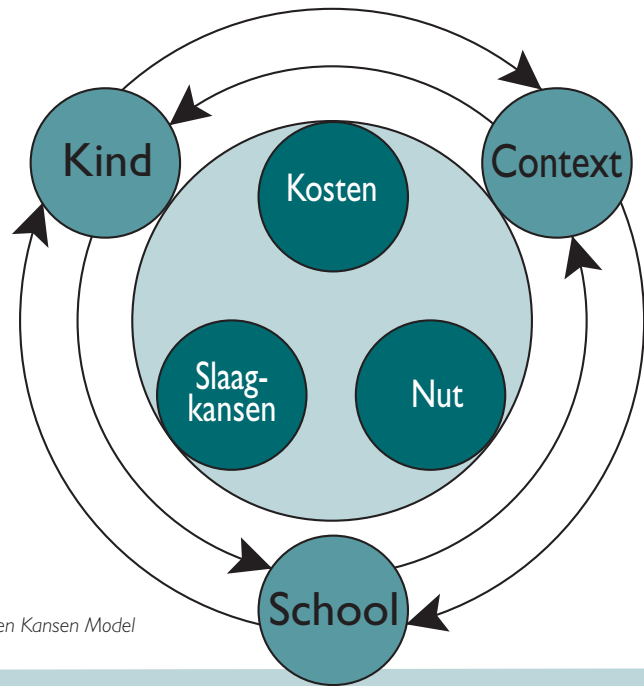 Kind
Context
Kosten
Slaag-
kansen
Nut
School
en Kansen Model